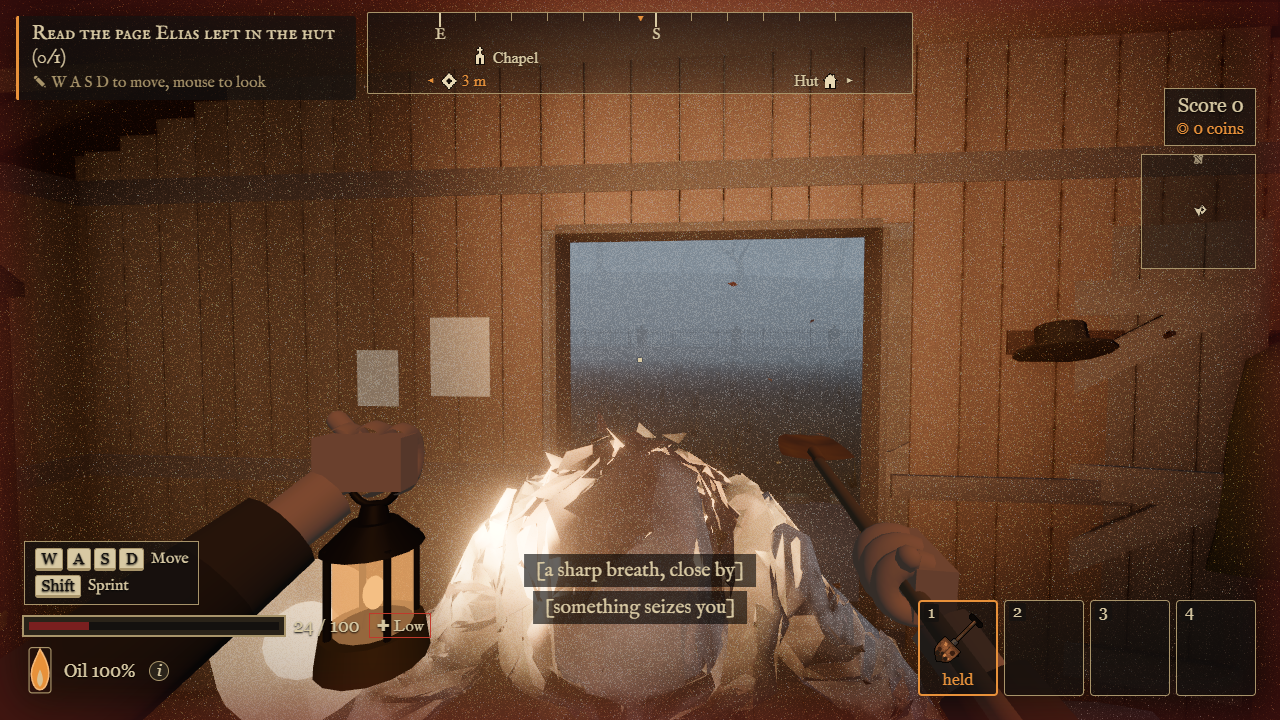 Read the page Elias left in the hut
(0/1)
W A S D to move, mouse to look
E
S
Chapel
3 m
Hut
Score 0
0 coins
[a sharp breath, close by]
[something seizes you]
W A S D Move
Shift Sprint
24 / 100
Low
Oil 100%
i
1
2
3
4
held